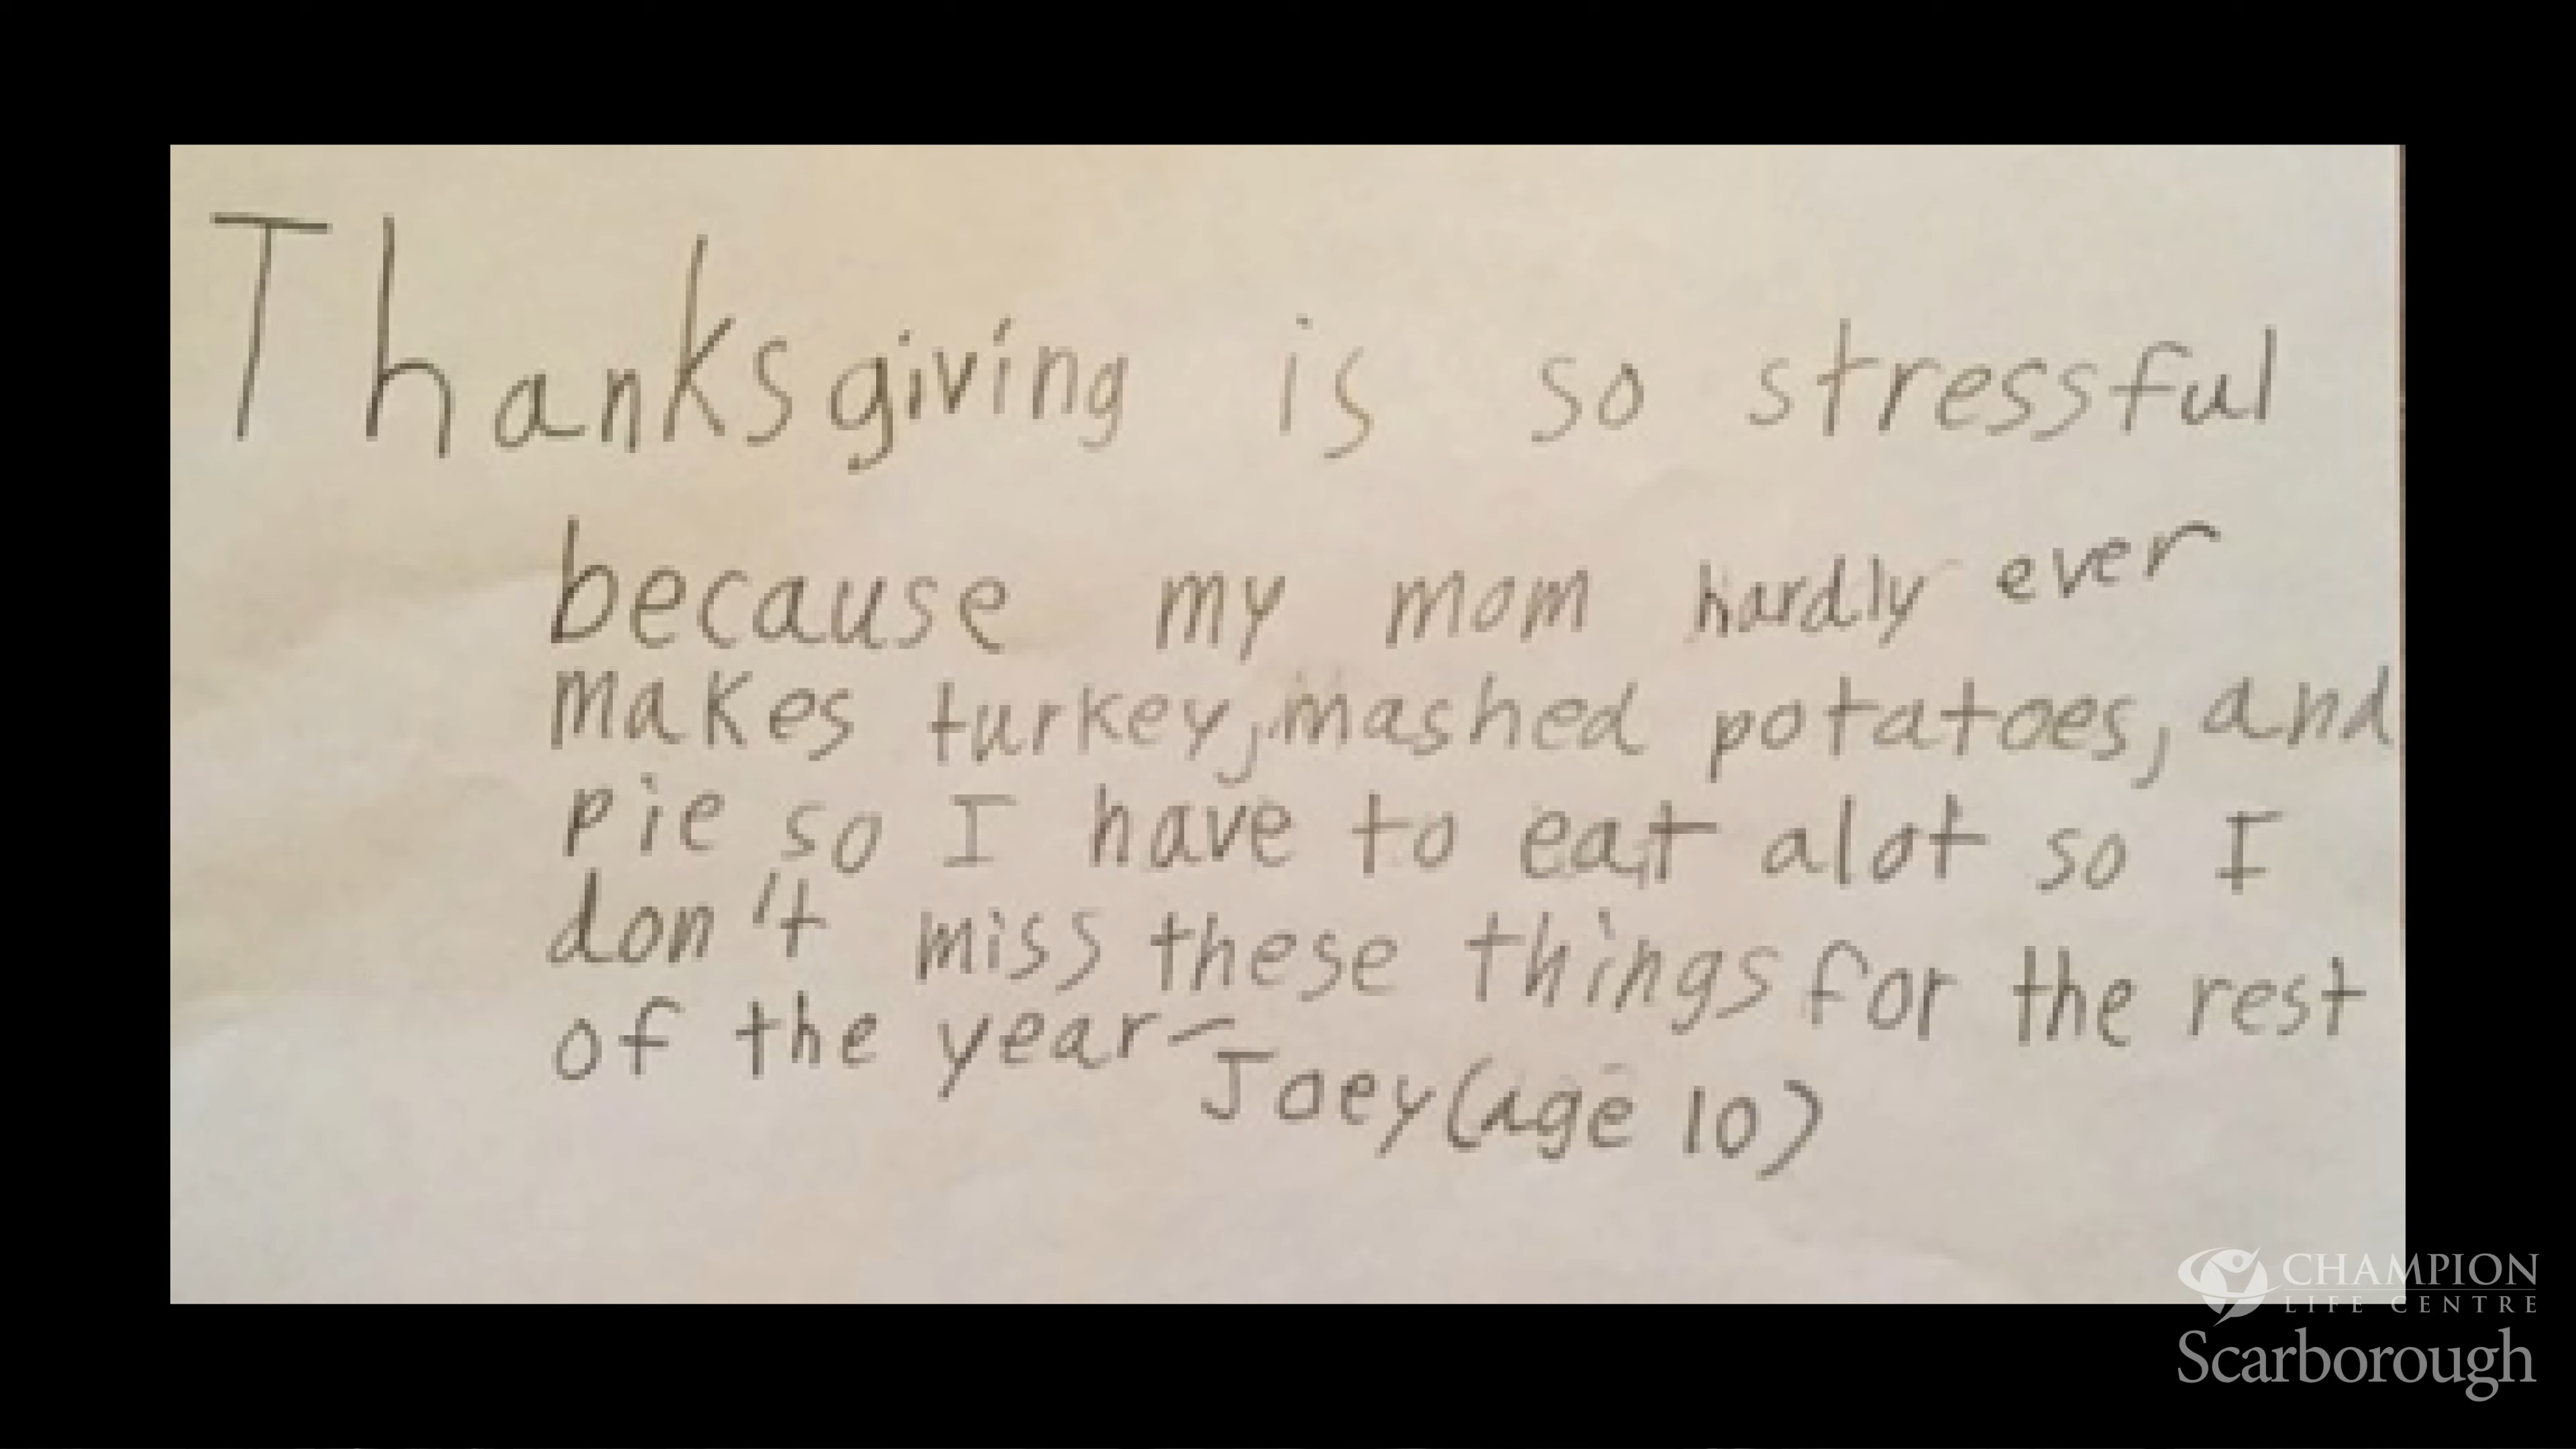 Thanksgiving is so stressful
because my mom hardly ever
makes turkey, mashed potatoes, and
pie so I have to eat alot so I
don't miss these things for the rest
of the year - Joey (age 10)
CHAMPION
LIFE CENTRE
Scarborough